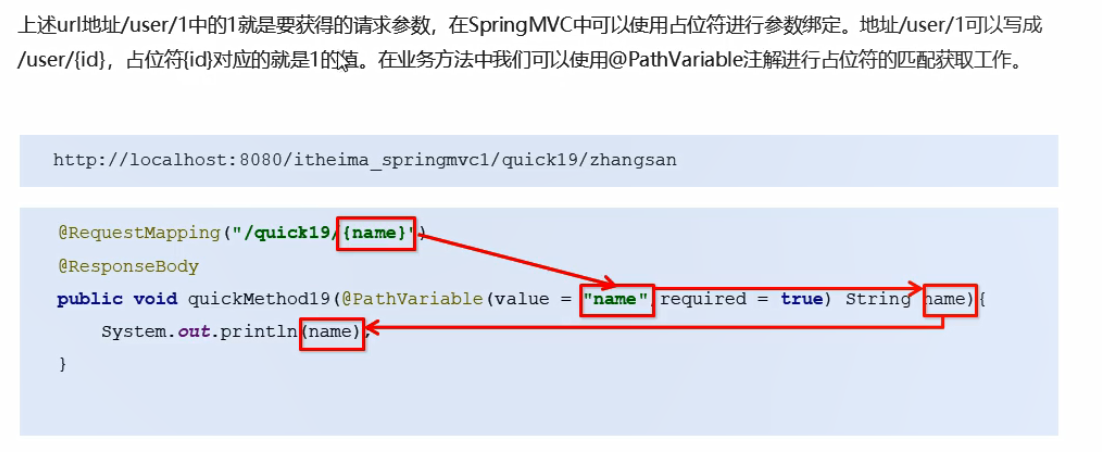 上述url地址/user/1中的1就是要获得的请求参数，在SpringMVC中可以使用占位符进行参数绑定。地址/user/1可以写成
/user/{id}，占位符{id}对应的就是1的值。在业务方法中我们可以使用@PathVariable注解进行占位符的匹配获取工作。
http://localhost:8080/itheima_springmvc1/quick19/zhangsan
@RequestMapping("/quick19/{name}")
@ResponseBody
public void quickMethod19(@PathVariable(value = "name",required = true) String name){
System.out.println(name);
}